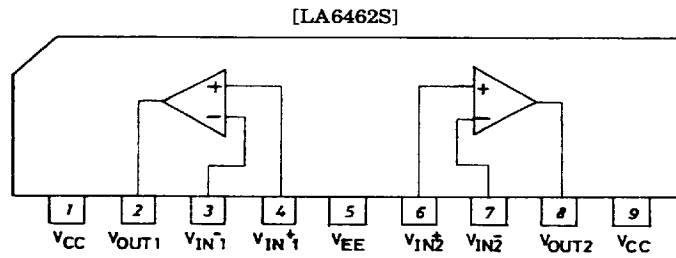 [LA6462S]
+ +
− −
1 2 3 4 5 6 7 8 9
VCC VOUT1 VIN−1 VIN+1 VEE VIN+2 VIN−2 VOUT2 VCC